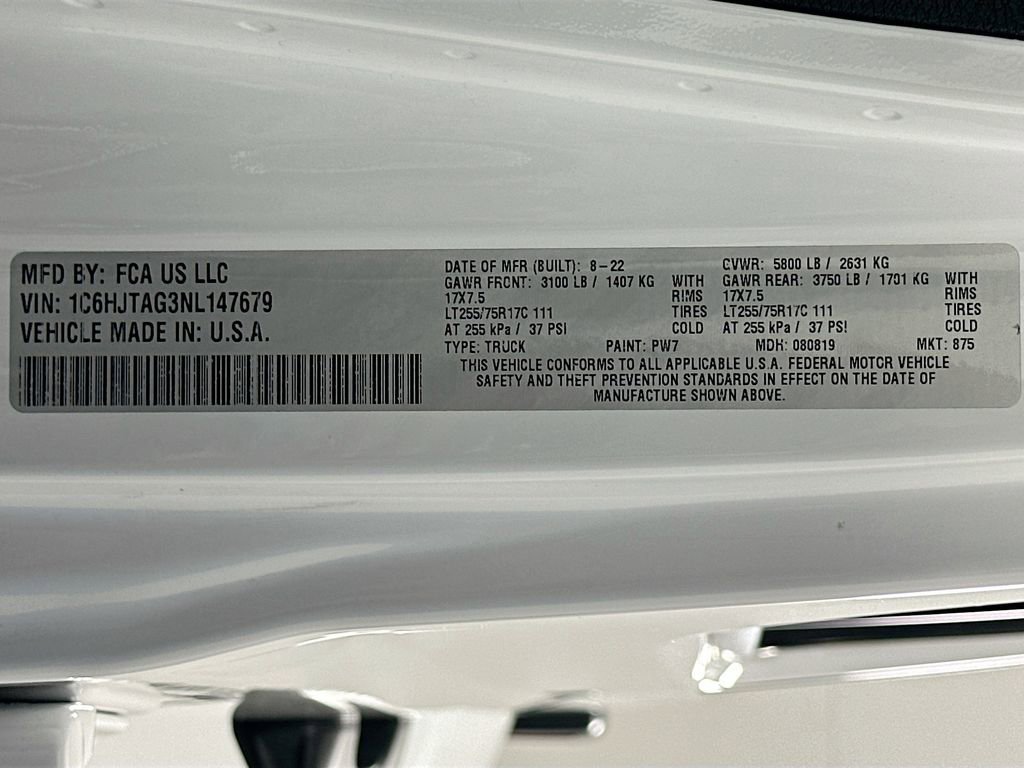 MFD BY: FCA US LLC
VIN: 1C6HJTAG3NL147679
VEHICLE MADE IN: U.S.A.
DATE OF MFR (BUILT): 8-22
GAWR FRONT: 3100 LB / 1407 KG WITH
17X7.5 RIMS
LT255/75R17C 111 TIRES
AT 255 kPa / 37 PSI COLD
GVWR: 5800 LB / 2631 KG
GAWR REAR: 3750 LB / 1701 KG WITH
17X7.5 RIMS
LT255/75R17C 111 TIRES
AT 255 kPa / 37 PSI COLD
TYPE: TRUCK PAINT: PW7 MDH: 080819 MKT: 875
THIS VEHICLE CONFORMS TO ALL APPLICABLE U.S.A. FEDERAL MOTOR VEHICLE
SAFETY AND THEFT PREVENTION STANDARDS IN EFFECT ON THE DATE OF
MANUFACTURE SHOWN ABOVE.